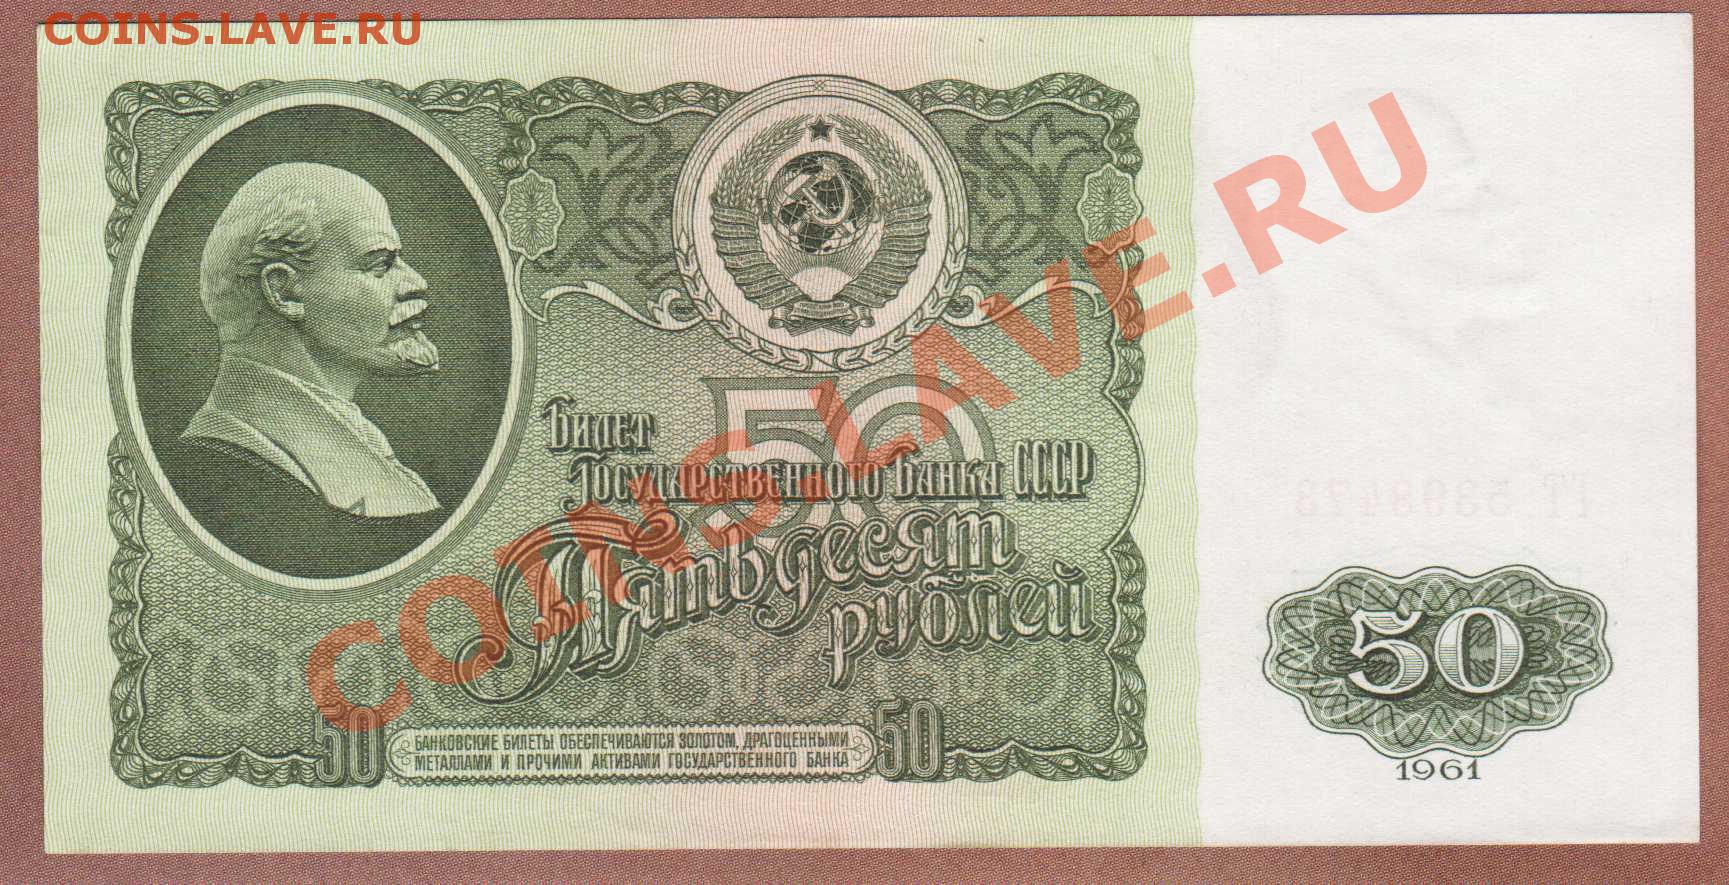 COINS.LAVE.RU
Билет
Государственного Банка СССР
50
Пятьдесят
рублей
50
БАНКОВСКИЕ БИЛЕТЫ ОБЕСПЕЧИВАЮТСЯ ЗОЛОТОМ, ДРАГОЦЕННЫМИ
МЕТАЛЛАМИ И ПРОЧИМИ АКТИВАМИ ГОСУДАРСТВЕННОГО БАНКА
50
50
1961
COINS.LAVE.RU